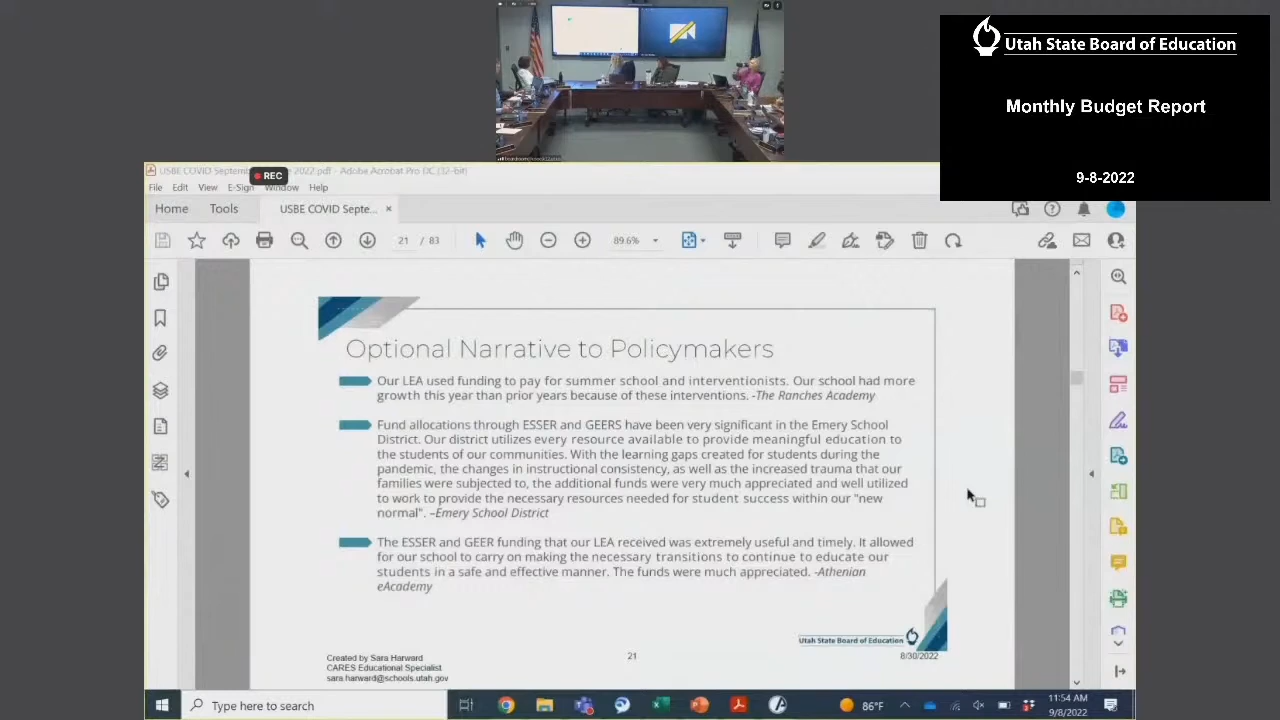 Utah State Board of Education
Monthly Budget Report
9-8-2022
USBE COVID Septemb 2022.pdf - Adobe Acrobat Pro DC (32-bit)
REC
File Edit View E-Sign Window Help
Home Tools USBE COVID Septe... ×
21 / 83 89.6%
Optional Narrative to Policymakers
Our LEA used funding to pay for summer school and interventionists. Our school had more
growth this year than prior years because of these interventions. -The Ranches Academy
Fund allocations through ESSER and GEERS have been very significant in the Emery School
District. Our district utilizes every resource available to provide meaningful education to
the students of our communities. With the learning gaps created for students during the
pandemic, the changes in instructional consistency, as well as the increased trauma that our
families were subjected to, the additional funds were very much appreciated and well utilized
to work to provide the necessary resources needed for student success within our "new
normal". –Emery School District
The ESSER and GEER funding that our LEA received was extremely useful and timely. It allowed
for our school to carry on making the necessary transitions to continue to educate our
students in a safe and effective manner. The funds were much appreciated. -Athenian
eAcademy
Utah State Board of Education
Created by Sara Harward
CARES Educational Specialist
sara.harward@schools.utah.gov
21
8/30/2022
Type here to search
86°F
11:54 AM
9/8/2022